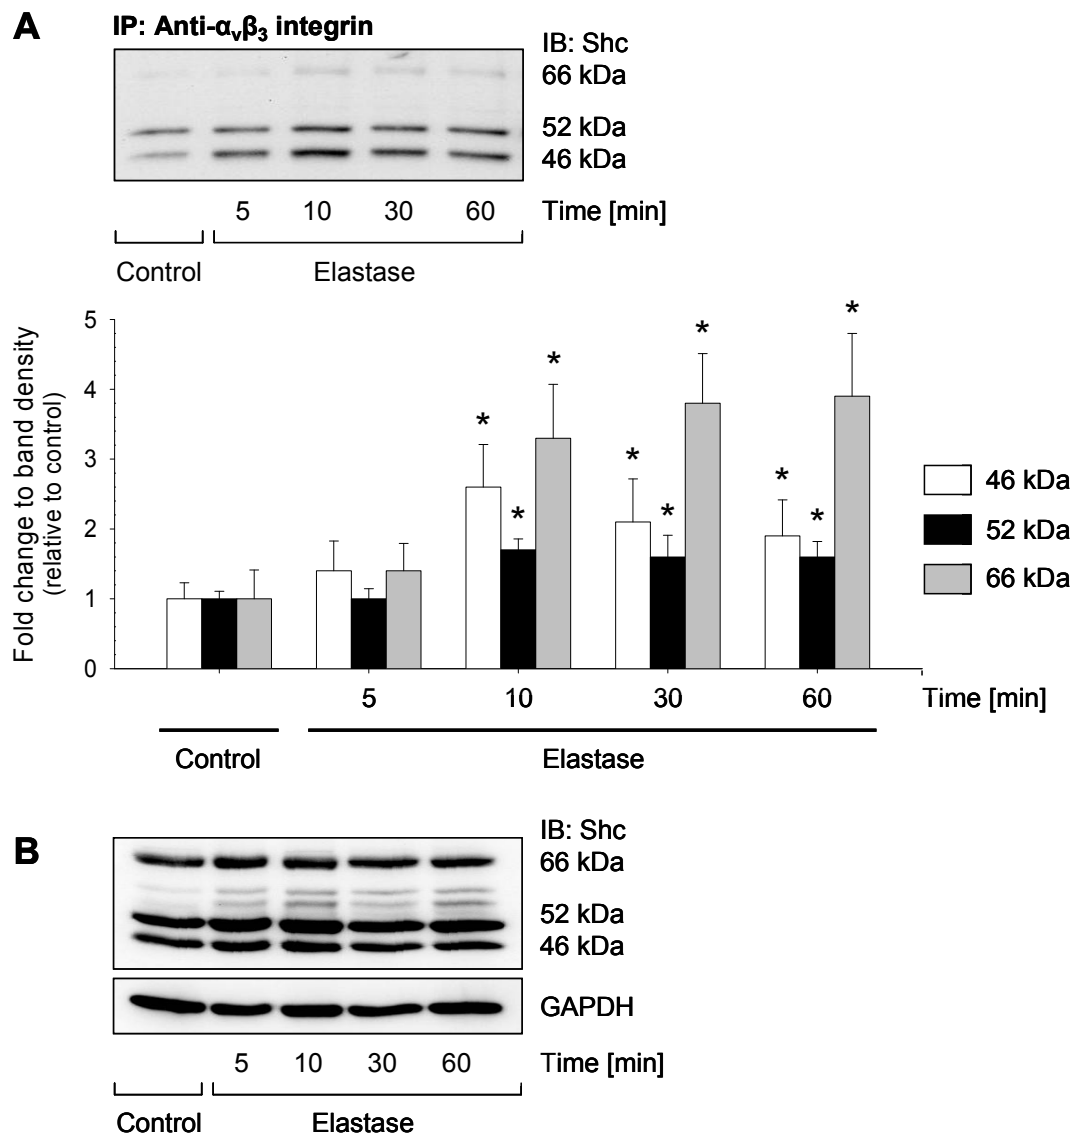 A
IP: Anti-αvβ3 integrin
IB: Shc
66 kDa
52 kDa
46 kDa
5 10 30 60 Time [min]
Control Elastase
Fold change to band density
(relative to control)
5
4
3
2
1
0
* * *
* * *
* * *
46 kDa
52 kDa
66 kDa
5 10 30 60 Time [min]
Control Elastase
B
IB: Shc
66 kDa
52 kDa
46 kDa
GAPDH
5 10 30 60 Time [min]
Control Elastase